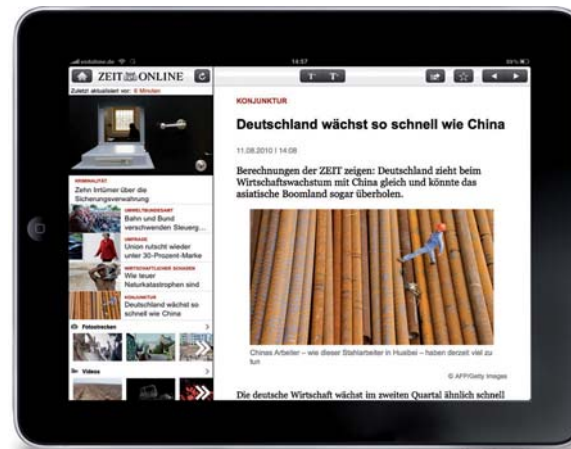 vodafone.de
14:57
ZEIT ONLINE
Zuletzt aktualisiert vor: 6 Minuten
KRIMINALITÄT
Zehn Irrtümer über die
Sicherungsverwahrung
UMWELTBUNDESAMT
Bahn und Bund
verschwenden Steuerg...
UMFRAGE
Union rutscht wieder
unter 30-Prozent-Marke
WIRTSCHAFTLICHER SCHADEN
Wie teuer
Naturkatastrophen sind
KONJUNKTUR
Deutschland wächst so
schnell wie China
Fotostrecken
Videos
T- T+
KONJUNKTUR
Deutschland wächst so schnell wie China
11.08.2010 | 14:08
Berechnungen der ZEIT zeigen: Deutschland zieht beim
Wirtschaftswachstum mit China gleich und könnte das
asiatische Boomland sogar überholen.
Chinas Arbeiter – wie dieser Stahlarbeiter in Huaibei – haben derzeit viel zu
tun
© AFP/Getty Images
Die deutsche Wirtschaft wächst im zweiten Quartal ähnlich schnell